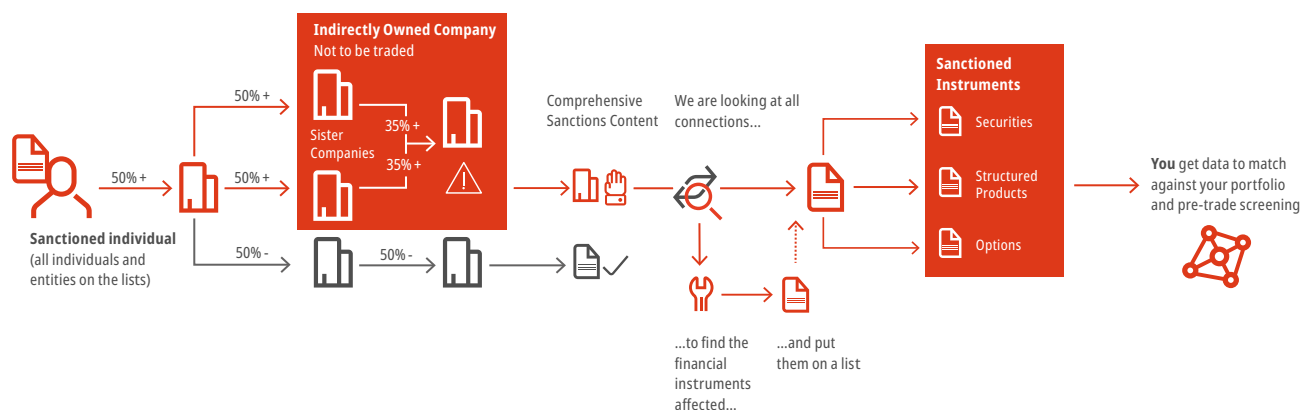 Indirectly Owned Company
Not to be traded
50% +
35% +
Sister
Companies
35% +
50% +
50% +
Sanctioned individual
(all individuals and
entities on the lists)
50% -
50% -
Comprehensive
Sanctions Content
We are looking at all
connections...
...to find the
financial
instruments
affected...
...and put
them on a list
Sanctioned
Instruments
Securities
Structured
Products
Options
You get data to match
against your portfolio
and pre-trade screening